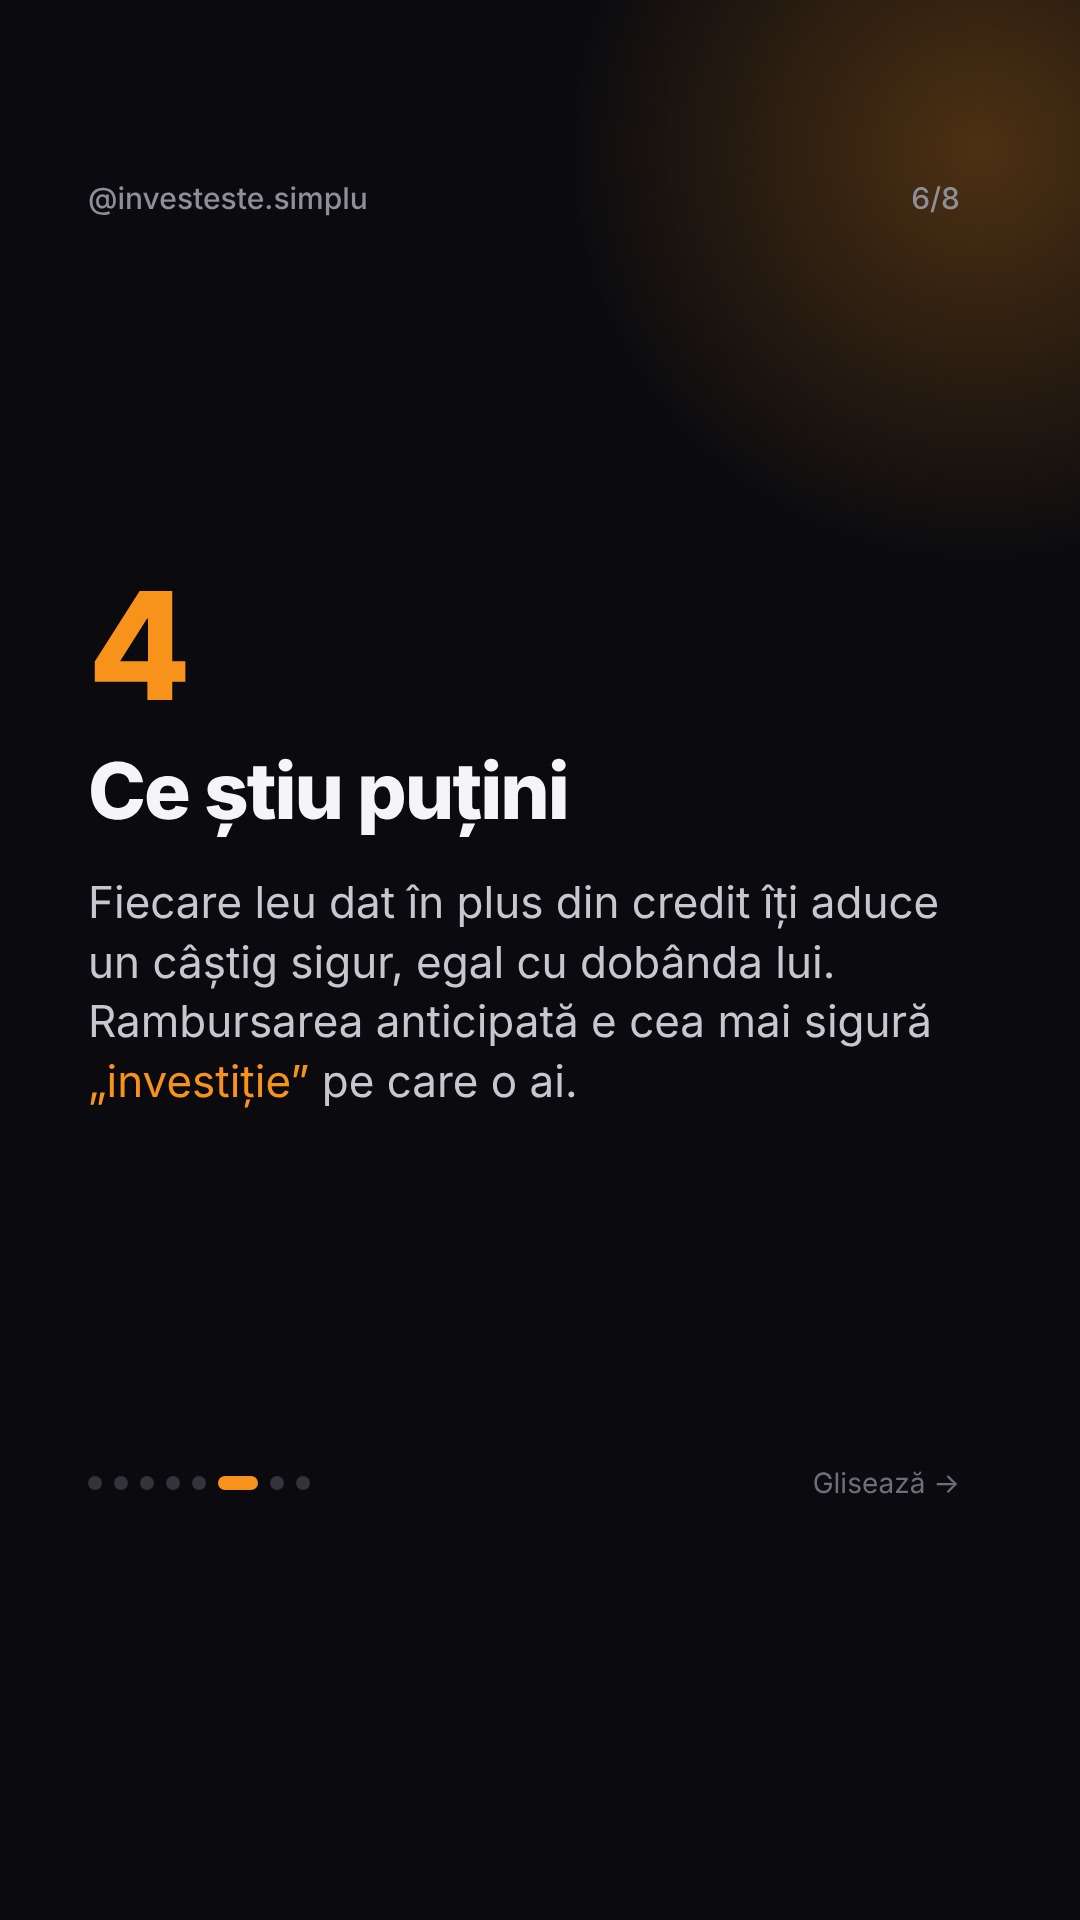 @investeste.simplu
6/8
4
Ce știu puțini
Fiecare leu dat în plus din credit îți aduce
un câștig sigur, egal cu dobânda lui.
Rambursarea anticipată e cea mai sigură
„investiție” pe care o ai.
Glisează →